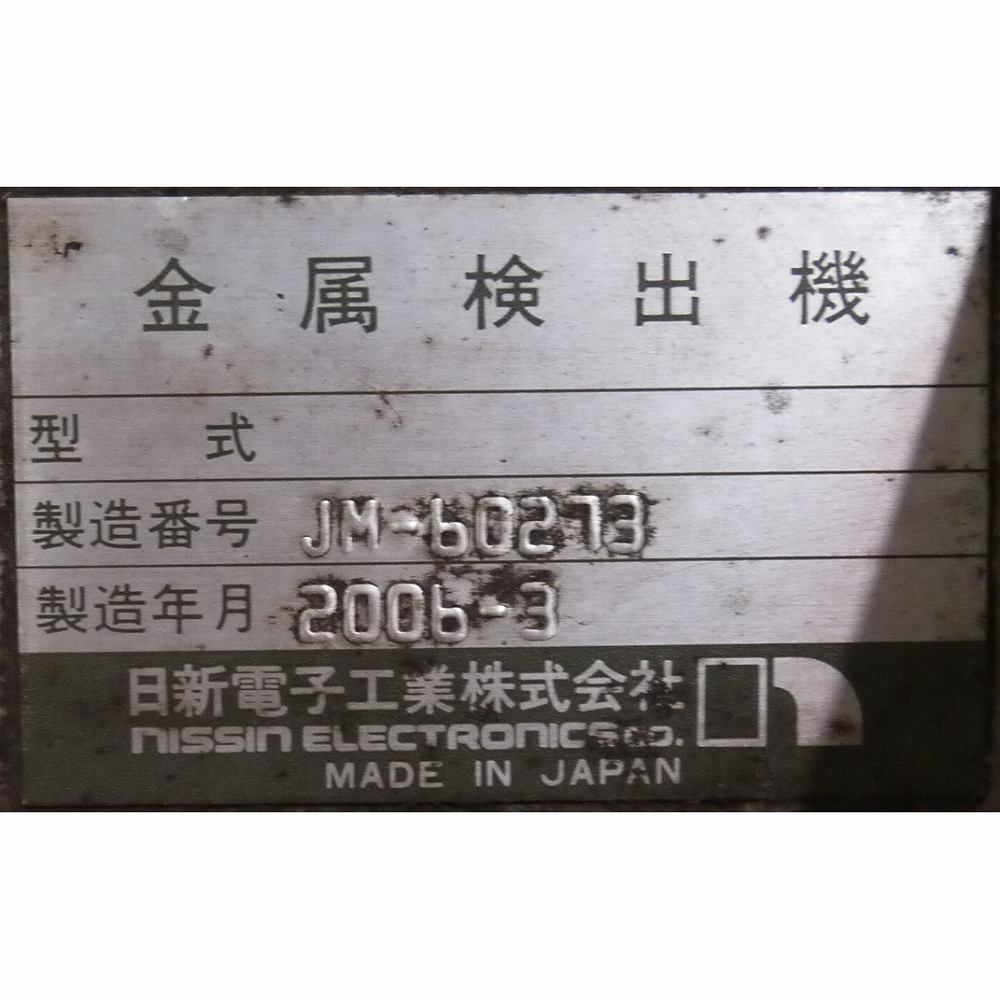 金属検出機
型式
製造番号 JM-60273
製造年月 2006-3
日新電子工業株式会社
NISSIN ELECTRONICS CO.
MADE IN JAPAN